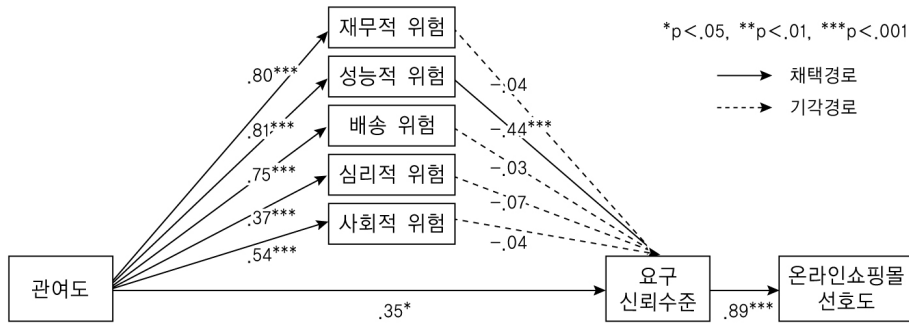 재무적 위험
*p<.05, **p<.01, ***p<.001
성능적 위험
채택경로
기각경로
배송 위험
심리적 위험
사회적 위험
.80***
.81***
.75***
.37***
.54***
-.04
-.44***
-.03
-.07
-.04
관여도
.35*
요구
신뢰수준
.89***
온라인쇼핑몰
선호도